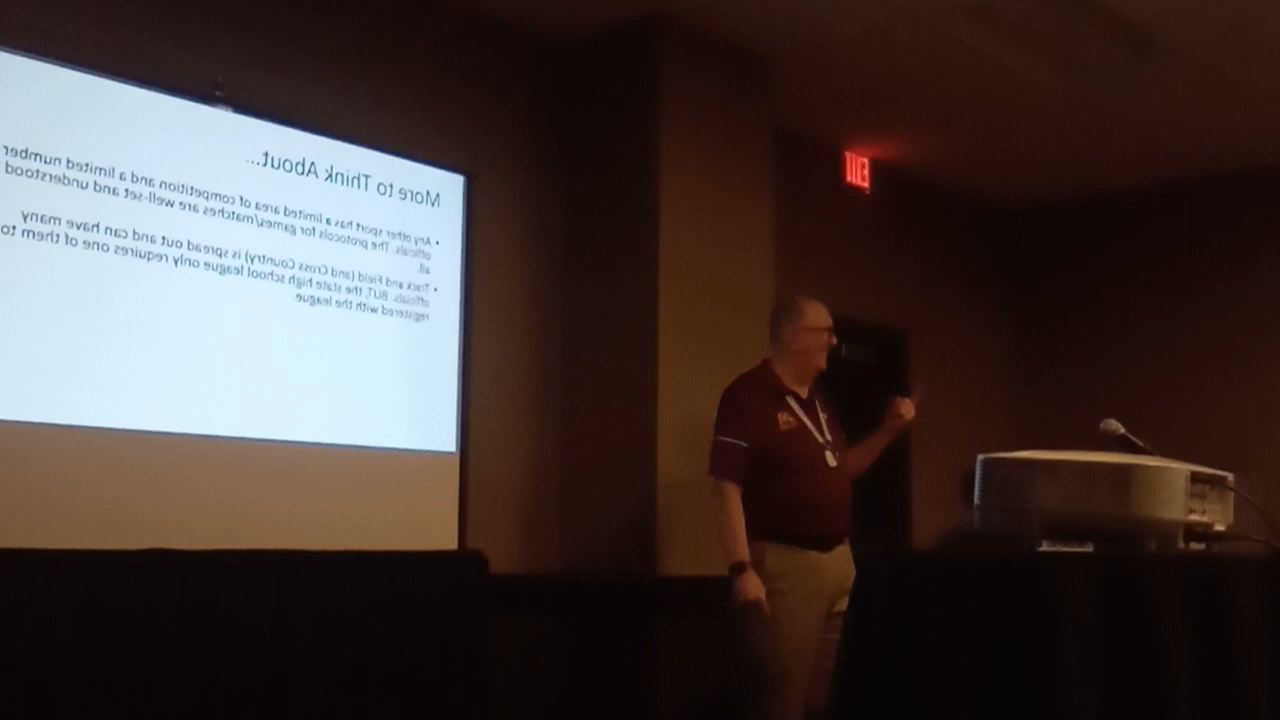 More to Think About...
• Any other sport has a limited area of competition and a limited number
officials. The protocols for games/matches are well-set and understood
all.
• Track and Field (and Cross Country) is spread out and can have many
officials. BUT, the state high school league only requires one of them to
registered with the league.
EXIT